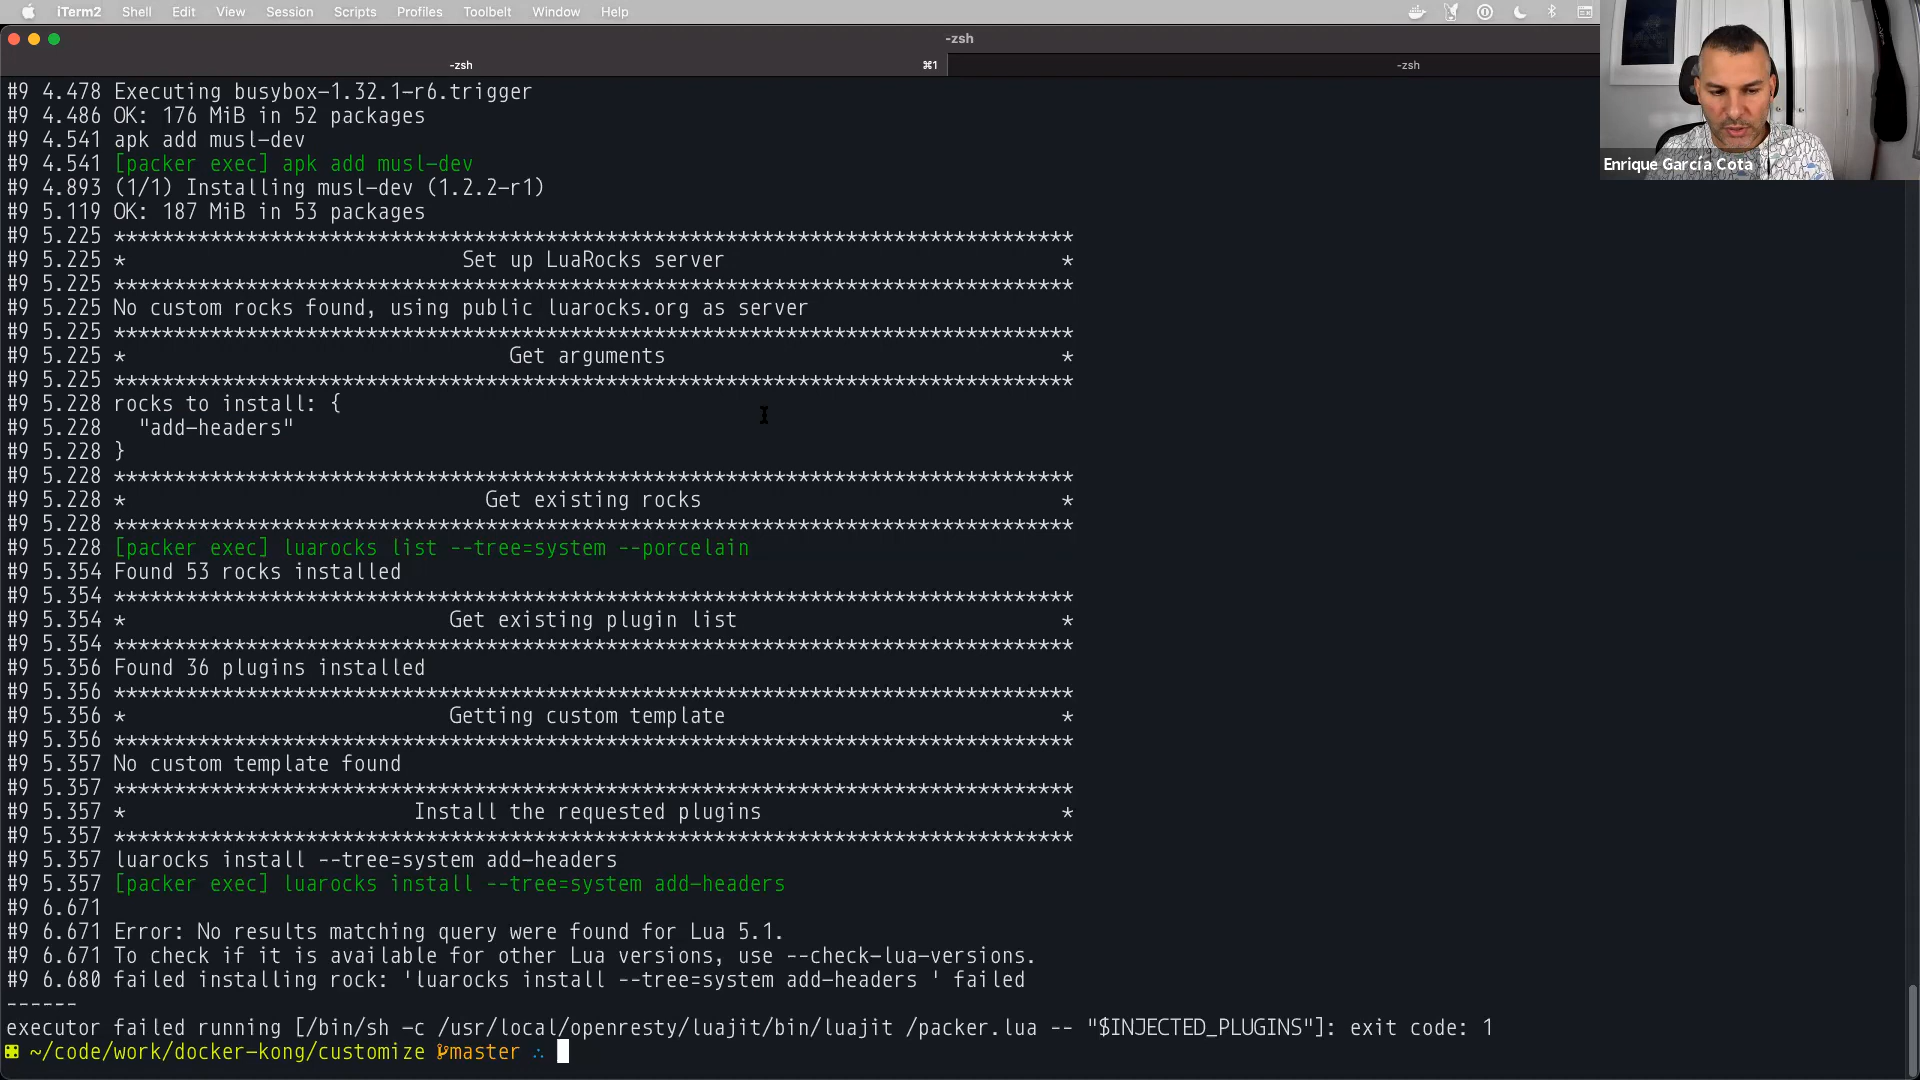 iTerm2 Shell Edit View Session Scripts Profiles Toolbelt Window Help
-zsh
-zsh ⌘1 -zsh
#9 4.478 Executing busybox-1.32.1-r6.trigger
#9 4.486 OK: 176 MiB in 52 packages
#9 4.541 apk add musl-dev
#9 4.541 [packer exec] apk add musl-dev
#9 4.893 (1/1) Installing musl-dev (1.2.2-r1)
#9 5.119 OK: 187 MiB in 53 packages
#9 5.225 ********************************************************************************
#9 5.225 * Set up LuaRocks server *
#9 5.225 ********************************************************************************
#9 5.225 No custom rocks found, using public luarocks.org as server
#9 5.225 ********************************************************************************
#9 5.225 * Get arguments *
#9 5.225 ********************************************************************************
#9 5.228 rocks to install: {
#9 5.228 "add-headers"
#9 5.228 }
#9 5.228 ********************************************************************************
#9 5.228 * Get existing rocks *
#9 5.228 ********************************************************************************
#9 5.228 [packer exec] luarocks list --tree=system --porcelain
#9 5.354 Found 53 rocks installed
#9 5.354 ********************************************************************************
#9 5.354 * Get existing plugin list *
#9 5.354 ********************************************************************************
#9 5.356 Found 36 plugins installed
#9 5.356 ********************************************************************************
#9 5.356 * Getting custom template *
#9 5.356 ********************************************************************************
#9 5.357 No custom template found
#9 5.357 ********************************************************************************
#9 5.357 * Install the requested plugins *
#9 5.357 ********************************************************************************
#9 5.357 luarocks install --tree=system add-headers
#9 5.357 [packer exec] luarocks install --tree=system add-headers
#9 6.671
#9 6.671 Error: No results matching query were found for Lua 5.1.
#9 6.671 To check if it is available for other Lua versions, use --check-lua-versions.
#9 6.680 failed installing rock: 'luarocks install --tree=system add-headers ' failed
------
executor failed running [/bin/sh -c /usr/local/openresty/luajit/bin/luajit /packer.lua -- "$INJECTED_PLUGINS"]: exit code: 1
~/code/work/docker-kong/customize master ∴
Enrique García Cota